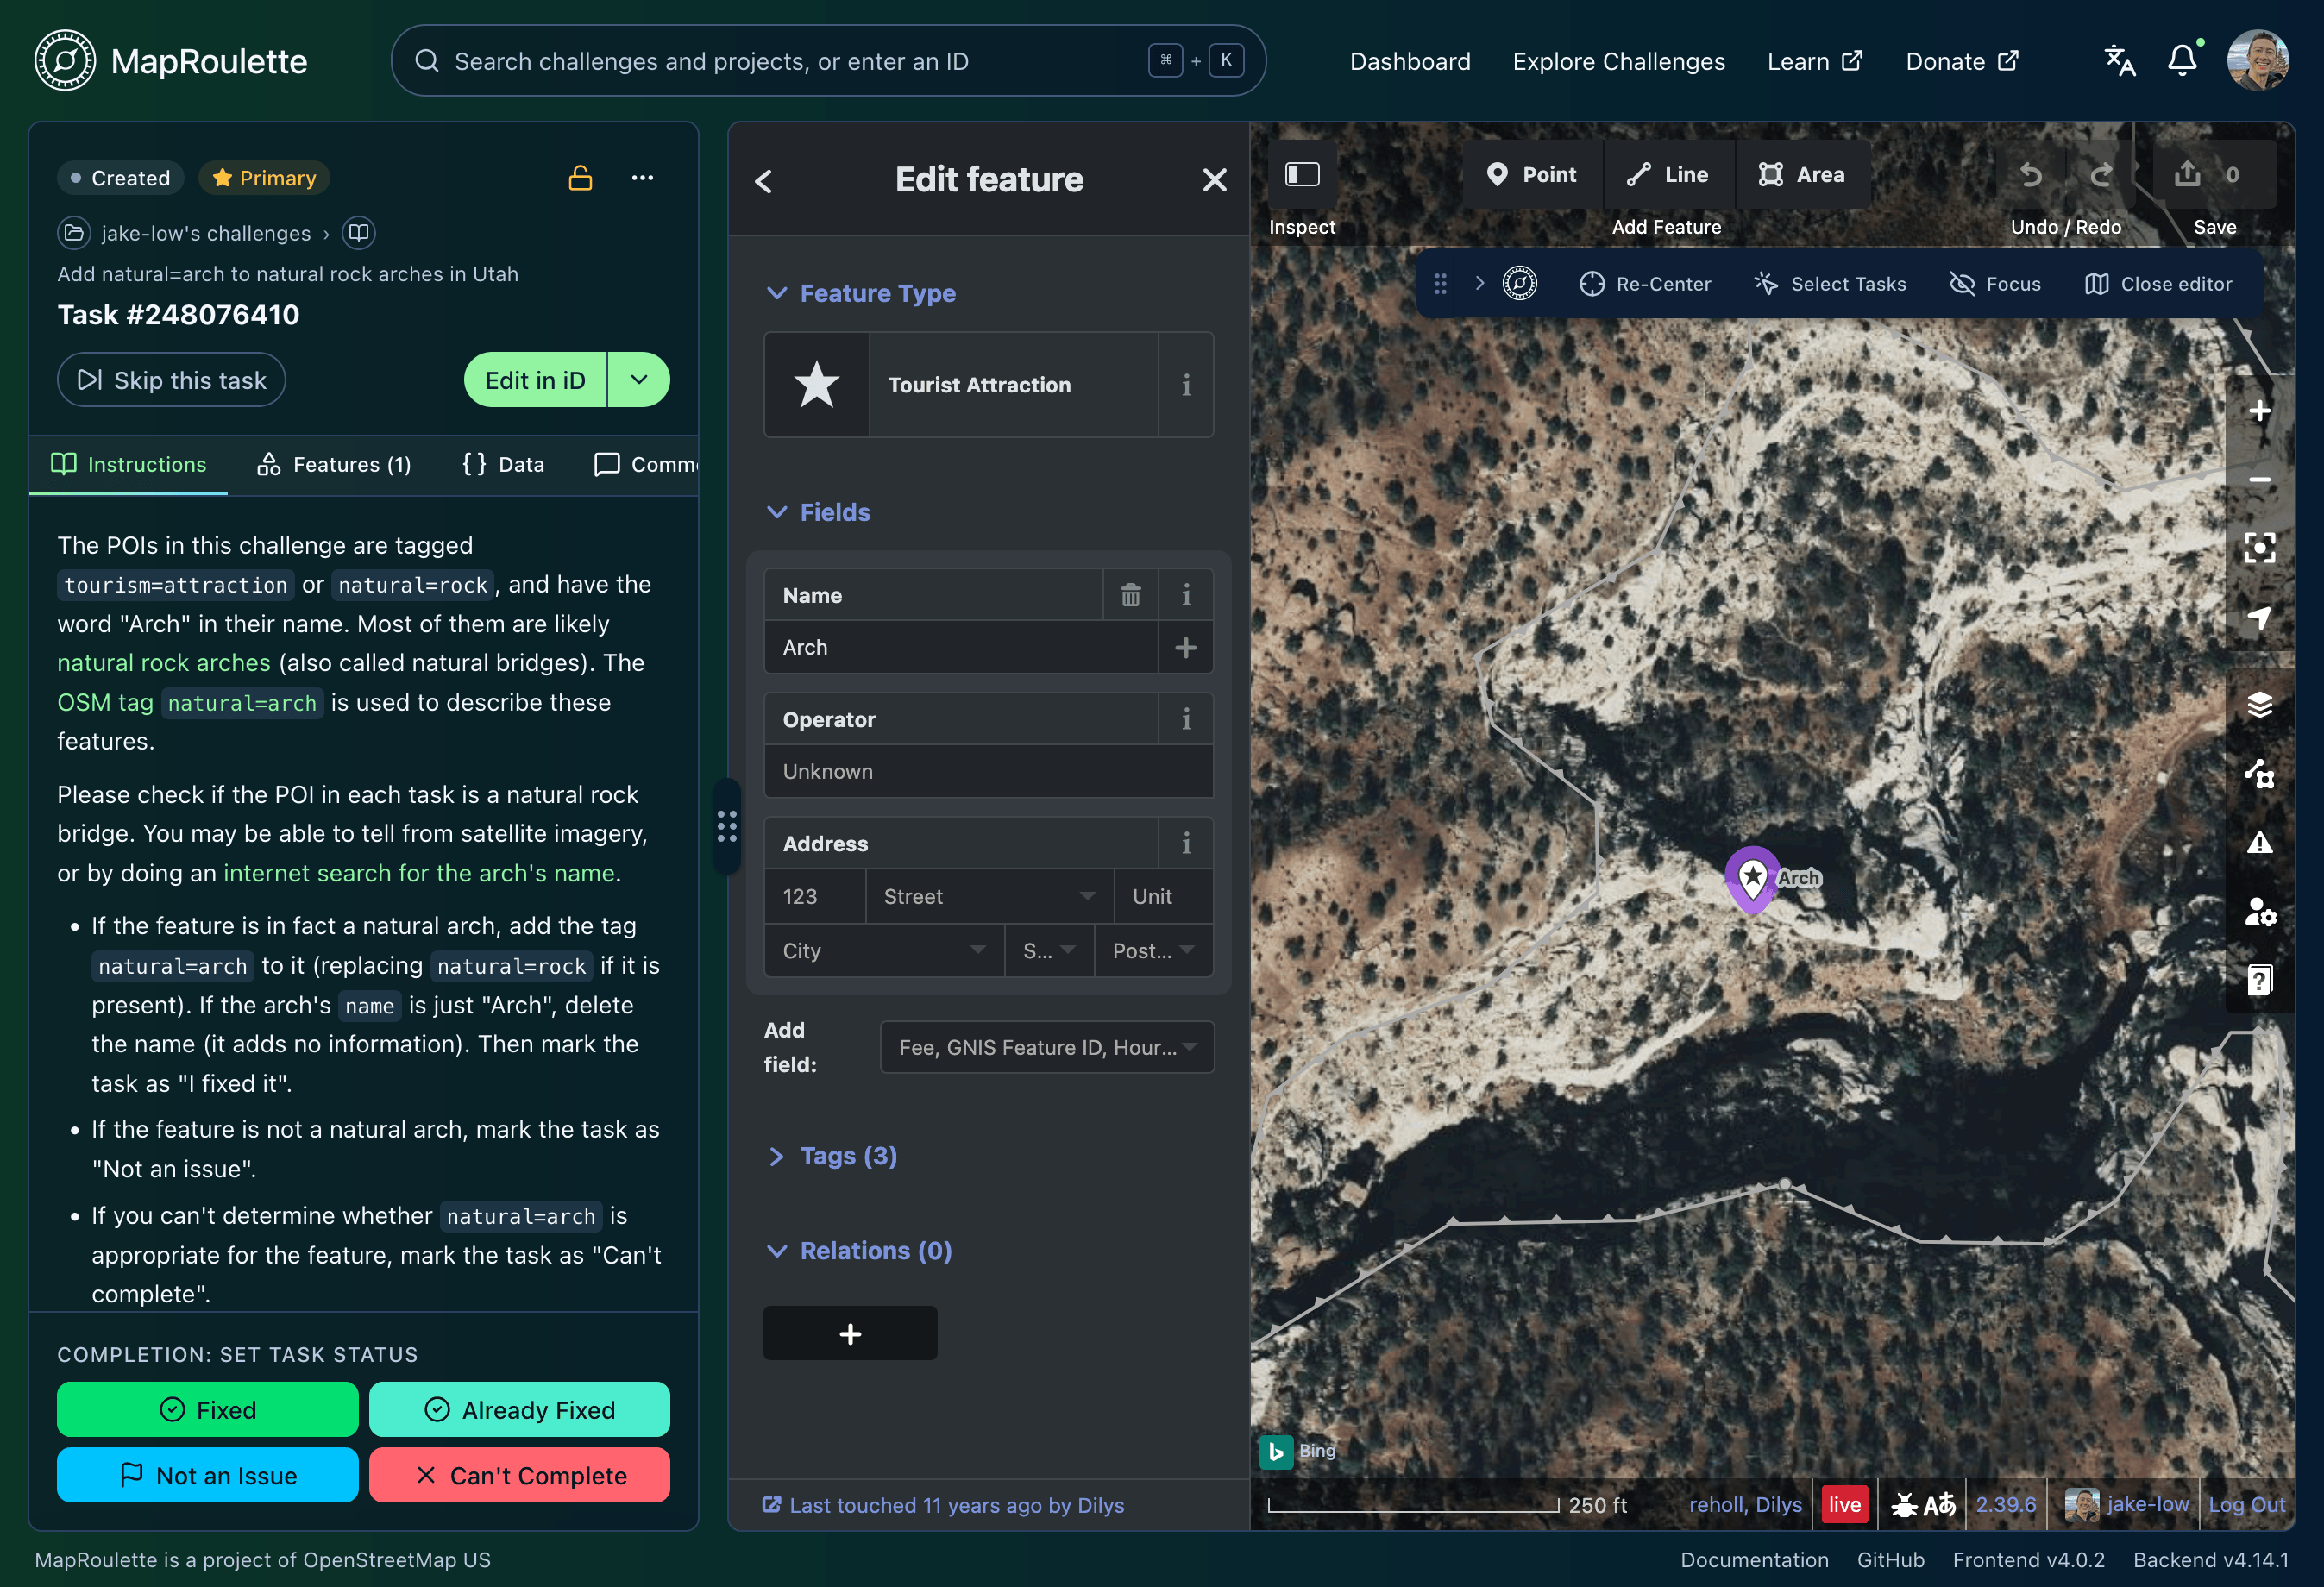 MapRoulette
Search challenges and projects, or enter an ID
⌘ + K
Dashboard
Explore Challenges
Learn
Donate
Created
Primary
jake-low's challenges ›
Add natural=arch to natural rock arches in Utah
Task #248076410
Skip this task
Edit in iD
Instructions
Features (1)
Data
Comme
The POIs in this challenge are tagged
tourism=attraction or natural=rock, and have the
word "Arch" in their name. Most of them are likely
natural rock arches (also called natural bridges). The
OSM tag natural=arch is used to describe these
features.
Please check if the POI in each task is a natural rock
bridge. You may be able to tell from satellite imagery,
or by doing an internet search for the arch's name.
• If the feature is in fact a natural arch, add the tag
natural=arch to it (replacing natural=rock if it is
present). If the arch's name is just "Arch", delete
the name (it adds no information). Then mark the
task as "I fixed it".
• If the feature is not a natural arch, mark the task as
"Not an issue".
• If you can't determine whether natural=arch is
appropriate for the feature, mark the task as "Can't
complete".
COMPLETION: SET TASK STATUS
Fixed
Already Fixed
Not an Issue
Can't Complete
Edit feature
Feature Type
Tourist Attraction
Fields
Name
Arch
Operator
Unknown
Address
123
Street
Unit
City
S...
Post...
Add
field:
Fee, GNIS Feature ID, Hour...
Tags (3)
Relations (0)
Last touched 11 years ago by Dilys
Inspect
Point
Line
Area
Add Feature
Undo / Redo
0
Save
Re-Center
Select Tasks
Focus
Close editor
Arch
Bing
250 ft
reholl, Dilys
live
Aあ
2.39.6
jake-low
Log Out
MapRoulette is a project of OpenStreetMap US
Documentation
GitHub
Frontend v4.0.2
Backend v4.14.1